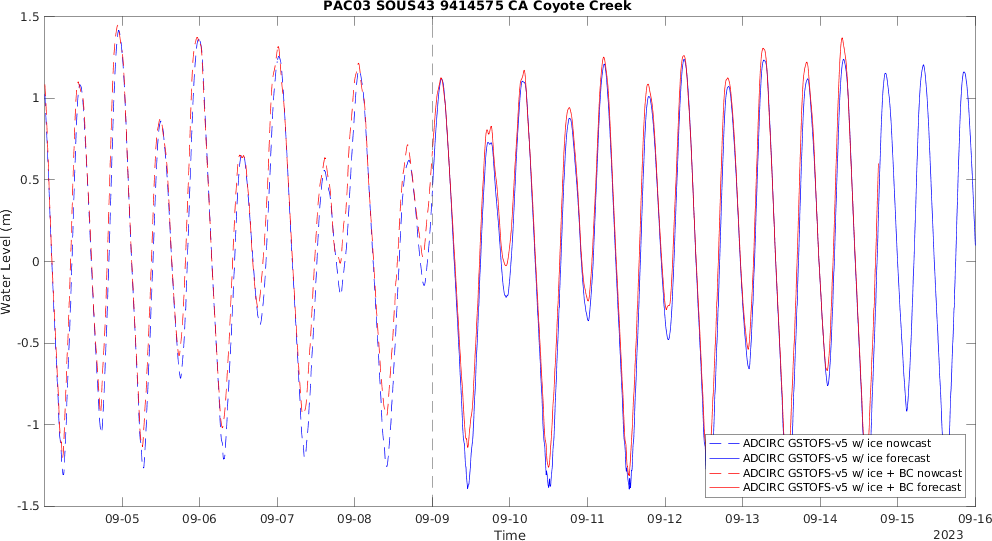 PAC03 SOUS43 9414575 CA Coyote Creek
1.5
1
0.5
0
-0.5
-1
-1.5
Water Level (m)
ADCIRC GSTOFS-v5 w/ ice nowcast
ADCIRC GSTOFS-v5 w/ ice forecast
ADCIRC GSTOFS-v5 w/ ice + BC nowcast
ADCIRC GSTOFS-v5 w/ ice + BC forecast
09-05 09-06 09-07 09-08 09-09 09-10 09-11 09-12 09-13 09-14 09-15 09-16
Time
2023